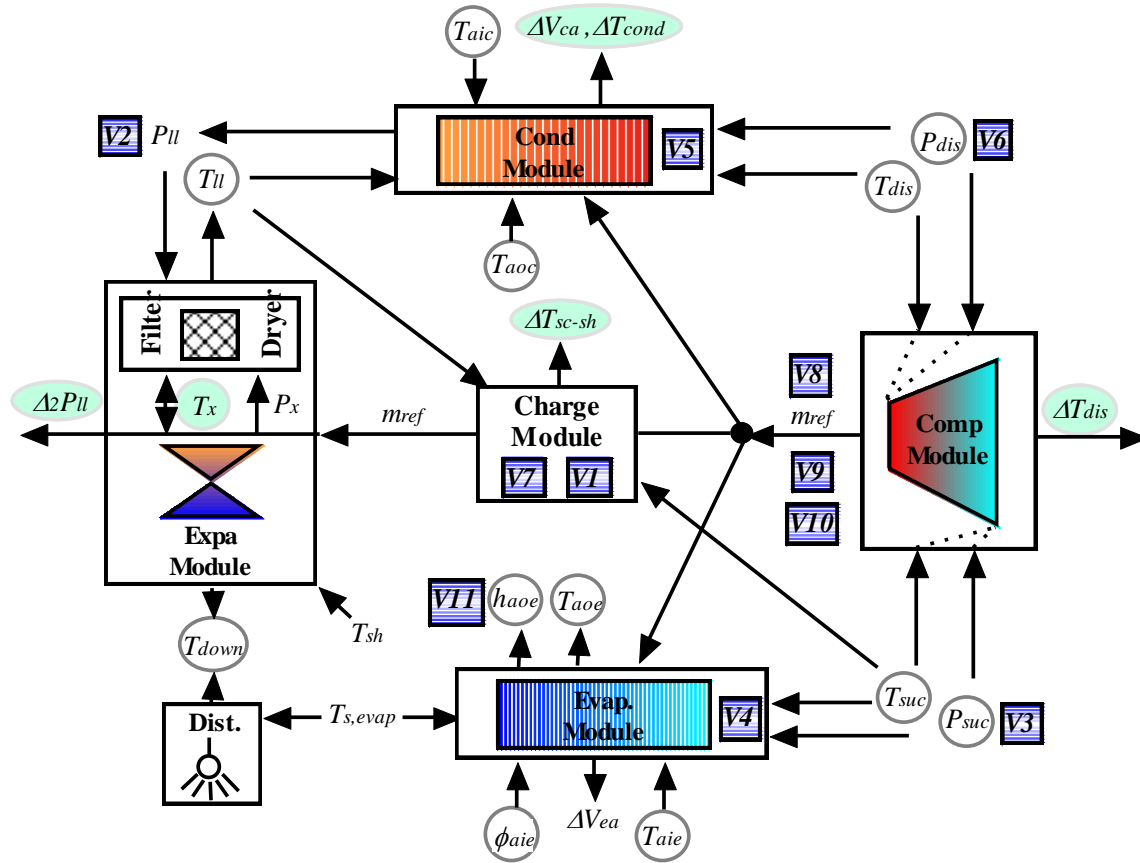 Taic
ΔVca , ΔTcond
V2 Pll
Cond
Module
V5
Pdis V6
Tll
Tdis
Taoc
Filter
Dryer
ΔTsc-sh
V8
Δ2Pll
Tx
Px
mref
Charge
Module
mref
Comp
Module
ΔTdis
V7 V1
V9
V10
Expa
Module
V11 haoe Taoe
Tsh
Tdown
Dist.
Ts,evap
Evap.
Module
V4
Tsuc
Psuc V3
ϕaie
ΔVea
Taie